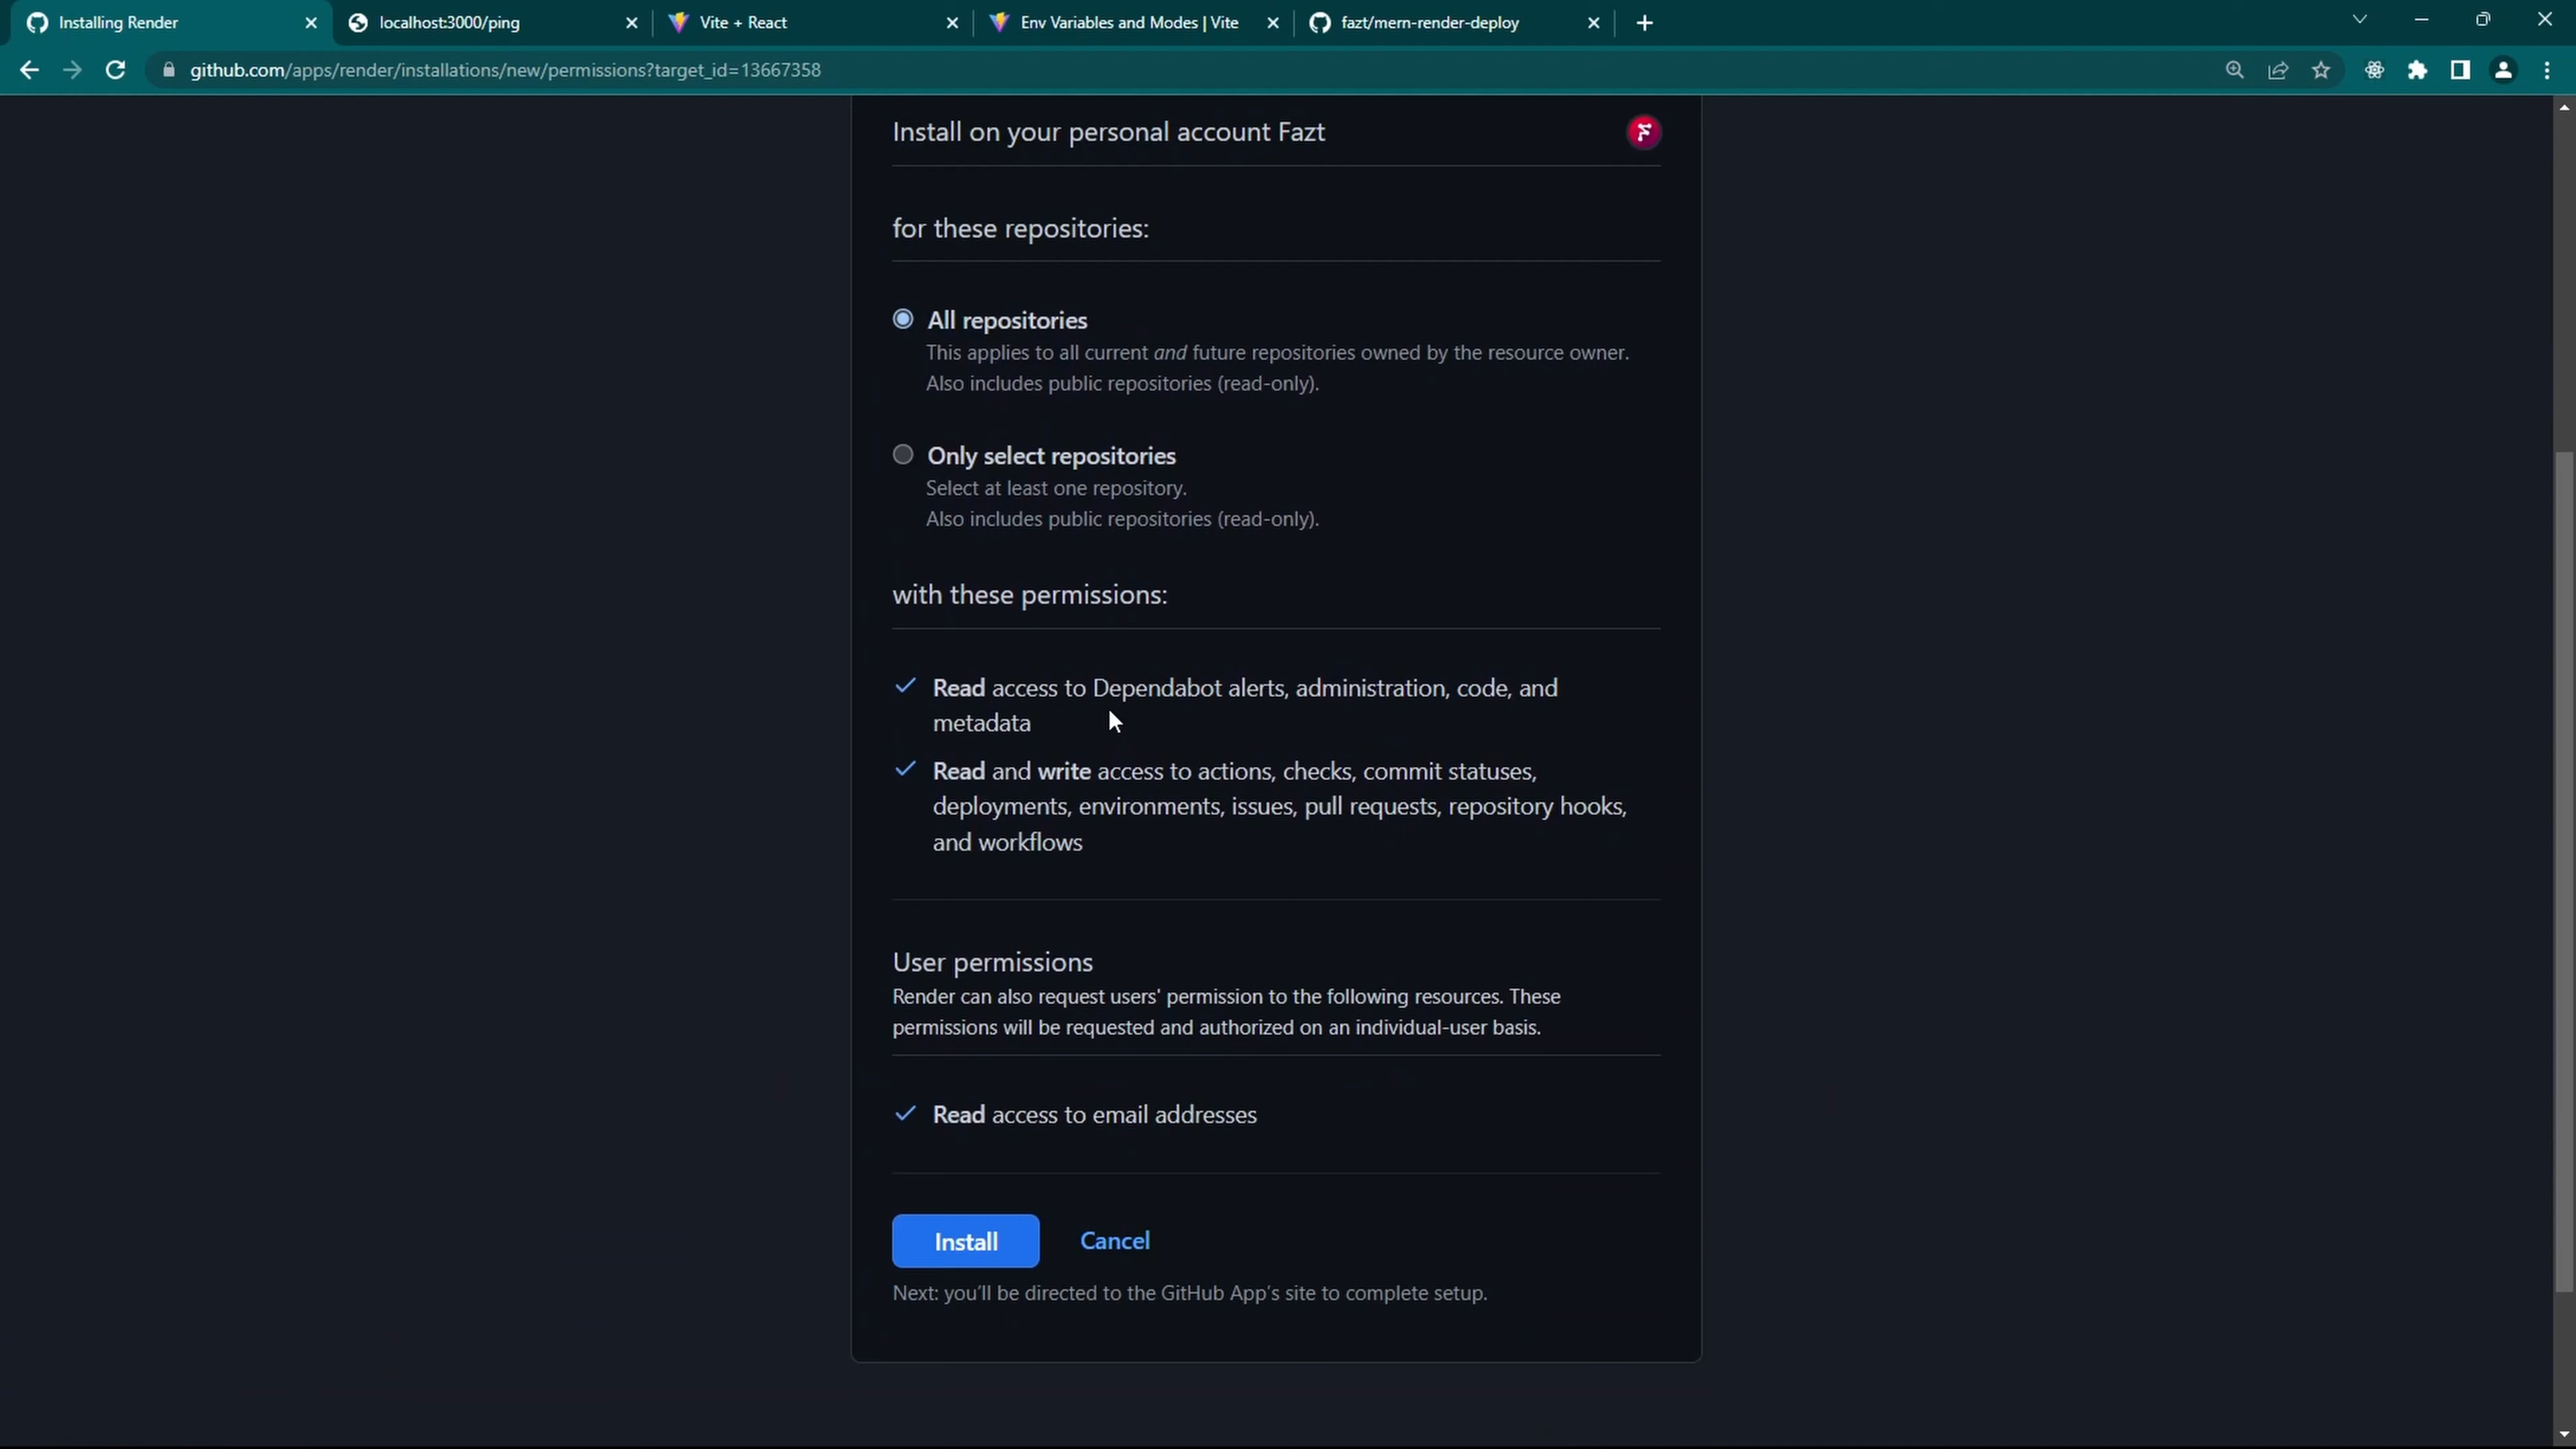 Installing Render
localhost:3000/ping
Vite + React
Env Variables and Modes | Vite
fazt/mern-render-deploy
github.com/apps/render/installations/new/permissions?target_id=13667358
Install on your personal account Fazt
for these repositories:
All repositories
This applies to all current and future repositories owned by the resource owner.
Also includes public repositories (read-only).
Only select repositories
Select at least one repository.
Also includes public repositories (read-only).
with these permissions:
Read access to Dependabot alerts, administration, code, and
metadata
Read and write access to actions, checks, commit statuses,
deployments, environments, issues, pull requests, repository hooks,
and workflows
User permissions
Render can also request users' permission to the following resources. These
permissions will be requested and authorized on an individual-user basis.
Read access to email addresses
Install
Cancel
Next: you'll be directed to the GitHub App's site to complete setup.